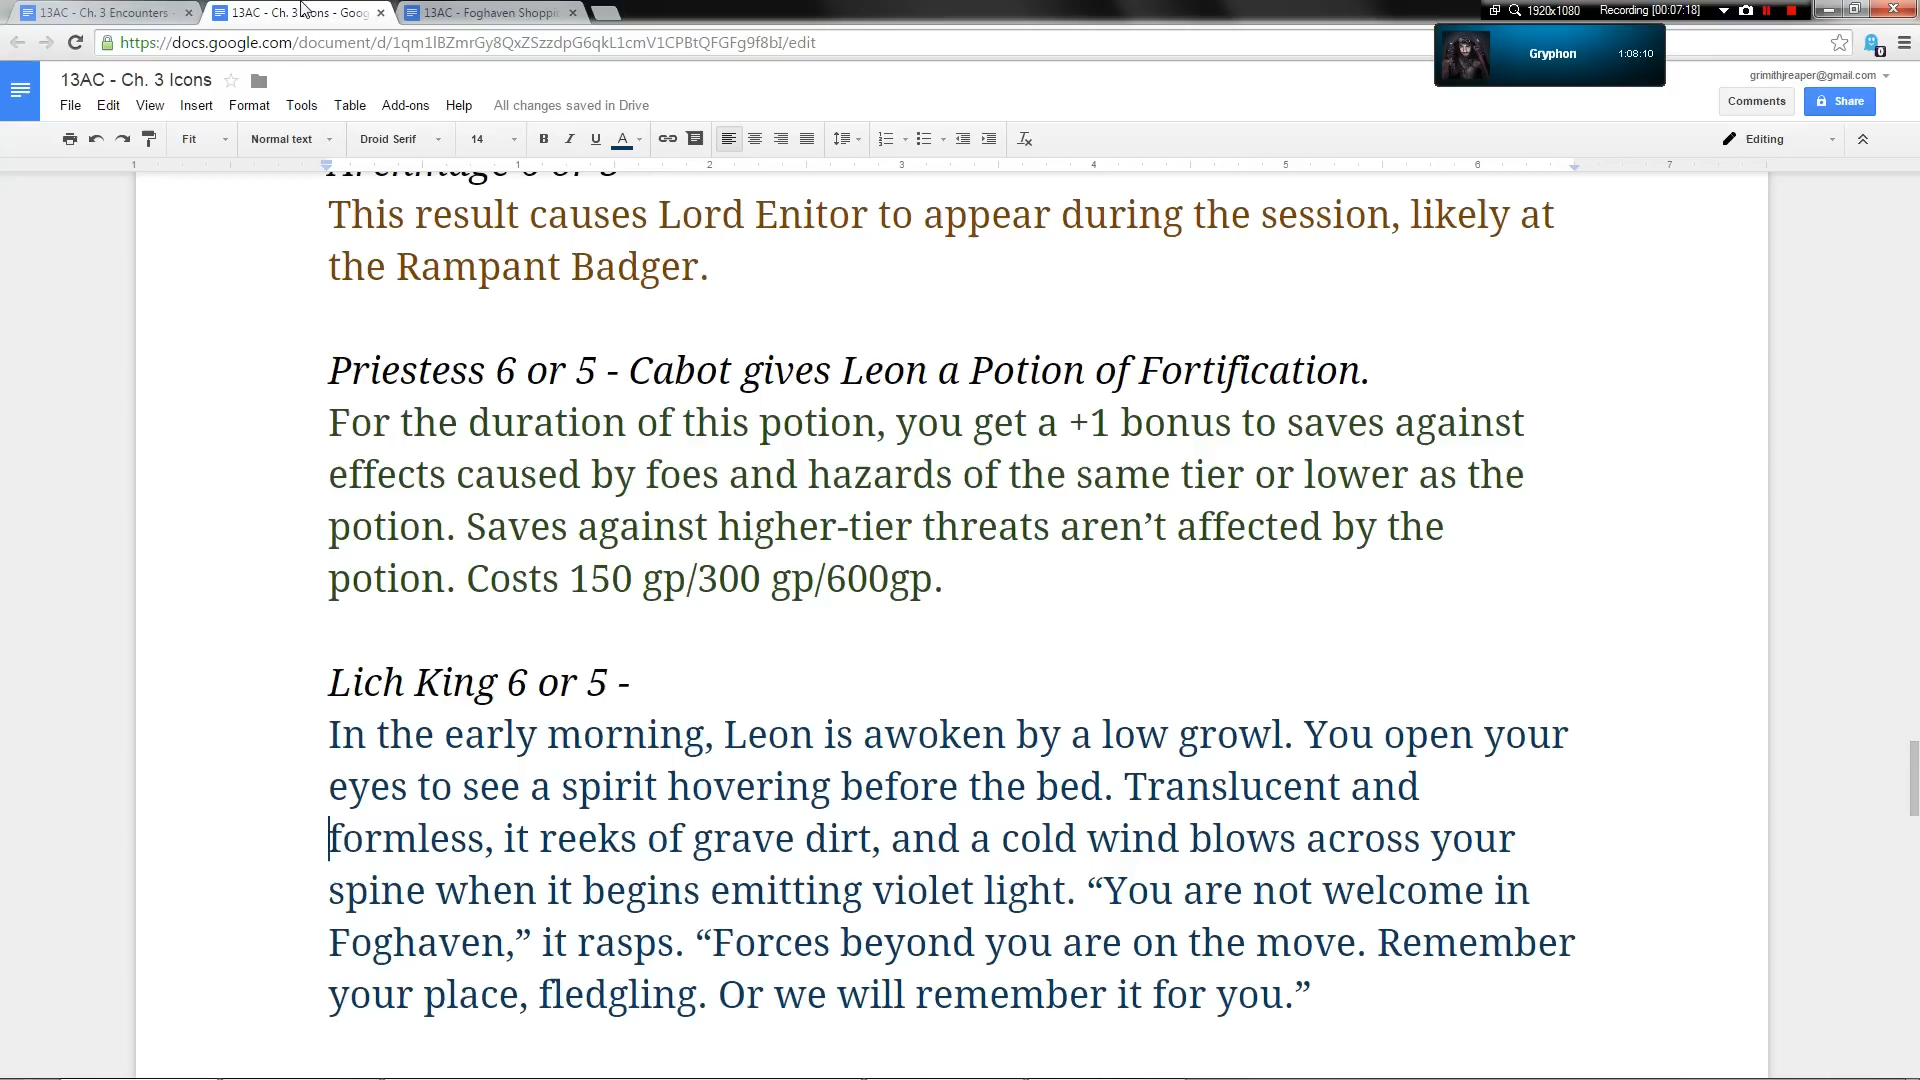 13AC - Ch. 3 Encounters -
13AC - Ch. 3 Icons - Goog
13AC - Foghaven Shoppi
1920x1080
Recording [00:07:18]
https://docs.google.com/document/d/1qm1lBZmrGy8QxZSzzdpG6qkL1cmV1CPBtQFGFg9f8bI/edit
0
Gryphon
1:08:10
13AC - Ch. 3 Icons
grimithjreaper@gmail.com
File Edit View Insert Format Tools Table Add-ons Help All changes saved in Drive
Comments
Share
Fit Normal text Droid Serif 14 B I U A Editing
1 1 2 3 4 5 6 7
This result causes Lord Enitor to appear during the session, likely at
the Rampant Badger.
Priestess 6 or 5 - Cabot gives Leon a Potion of Fortification.
For the duration of this potion, you get a +1 bonus to saves against
effects caused by foes and hazards of the same tier or lower as the
potion. Saves against higher-tier threats aren’t affected by the
potion. Costs 150 gp/300 gp/600gp.
Lich King 6 or 5 -
In the early morning, Leon is awoken by a low growl. You open your
eyes to see a spirit hovering before the bed. Translucent and
formless, it reeks of grave dirt, and a cold wind blows across your
spine when it begins emitting violet light. “You are not welcome in
Foghaven,” it rasps. “Forces beyond you are on the move. Remember
your place, fledgling. Or we will remember it for you.”